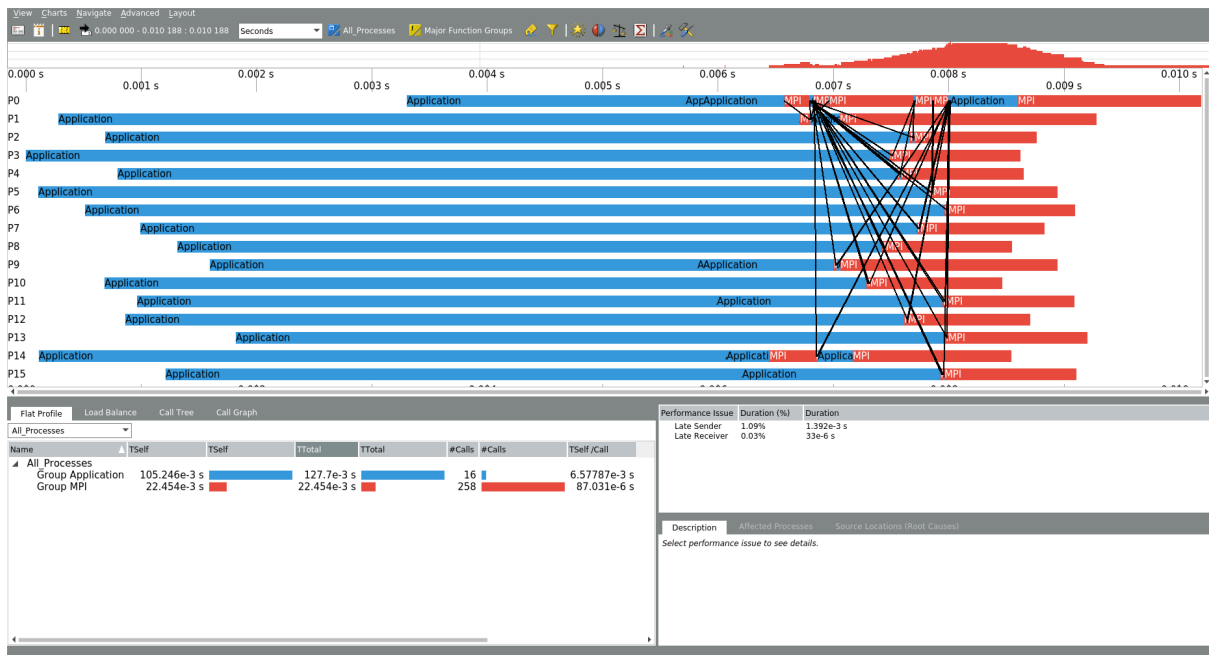 View Charts Navigate Advanced Layout
0.000 000 - 0.010 188 : 0.010 188 Seconds All_Processes Major Function Groups
0.000 s 0.002 s 0.004 s 0.006 s 0.008 s 0.010 s
0.001 s 0.003 s 0.005 s 0.007 s 0.009 s
P0 Application Application MPI MPI Application MPI
P1 Application MPI
P2 Application MPI
P3 Application MPI
P4 Application MPI
P5 Application MPI
P6 Application MPI
P7 Application MPI
P8 Application MPI
P9 Application Application MPI
P10 Application MPI
P11 Application Application MPI
P12 Application MPI
P13 Application MPI
P14 Application Applicati MPI Applica MPI
P15 Application Application MPI
Flat Profile Load Balance Call Tree Call Graph
All_Processes
Name TSelf TSelf TTotal TTotal #Calls #Calls TSelf /Call
All_Processes
Group Application 105.246e-3 s 127.7e-3 s 16 6.57787e-3 s
Group MPI 22.454e-3 s 22.454e-3 s 258 87.031e-6 s
Performance Issue Duration (%) Duration
Late Sender 1.09% 1.392e-3 s
Late Receiver 0.03% 33e-6 s
Description Affected Processes Source Locations (Root Causes)
Select performance issue to see details.